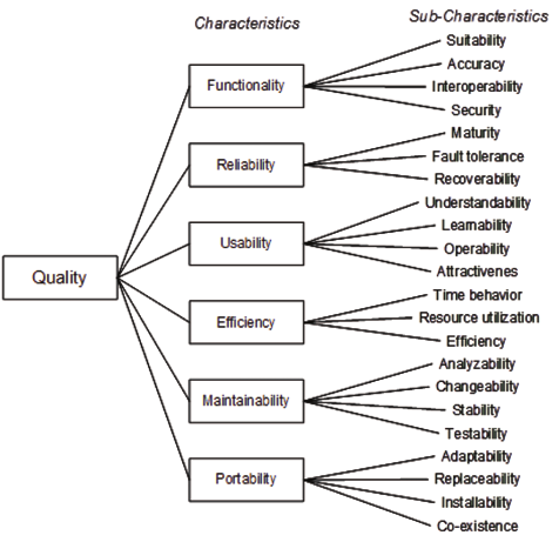 Characteristics
Sub-Characteristics
Quality
Functionality
Suitability
Accuracy
Interoperability
Security
Reliability
Maturity
Fault tolerance
Recoverability
Usability
Understandability
Learnability
Operability
Attractivenes
Efficiency
Time behavior
Resource utilization
Efficiency
Maintainability
Analyzability
Changeability
Stability
Testability
Portability
Adaptability
Replaceability
Installability
Co-existence